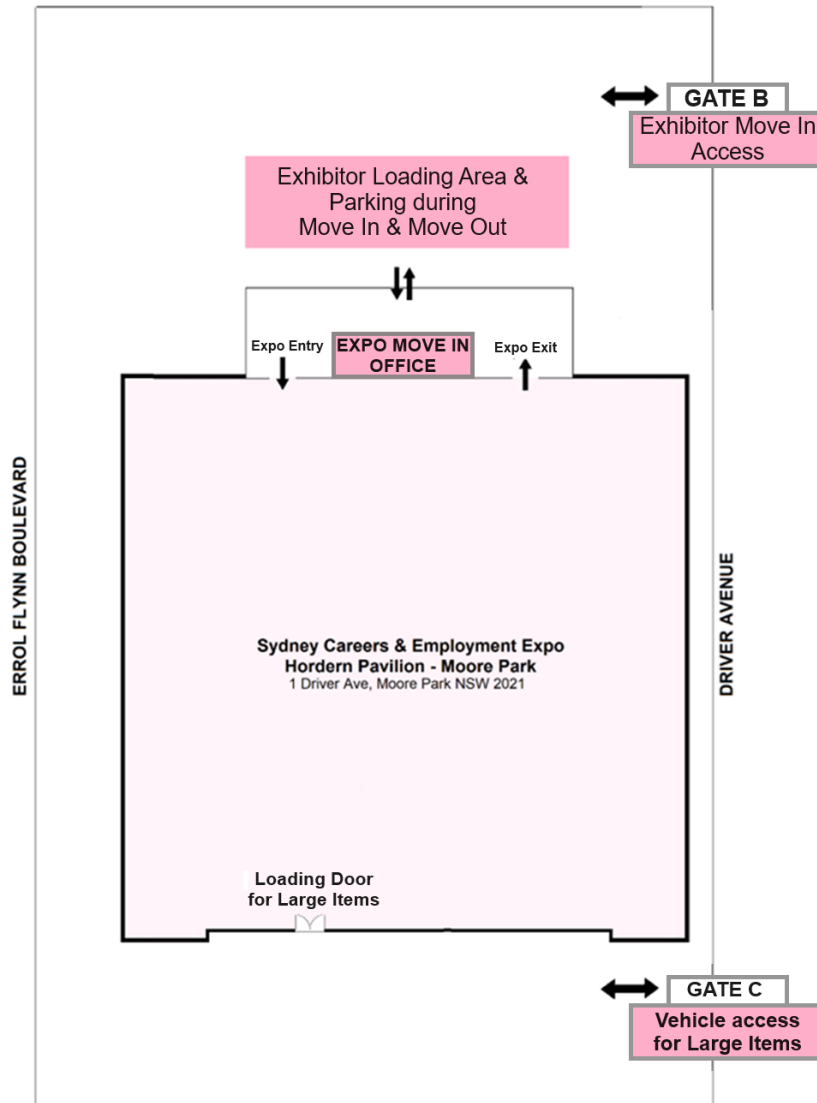 GATE B
Exhibitor Move In
Access
Exhibitor Loading Area &
Parking during
Move In & Move Out
Expo Entry
EXPO MOVE IN
OFFICE
Expo Exit
ERROL FLYNN BOULEVARD
DRIVER AVENUE
Sydney Careers & Employment Expo
Hordern Pavilion - Moore Park
1 Driver Ave, Moore Park NSW 2021
Loading Door
for Large Items
GATE C
Vehicle access
for Large Items